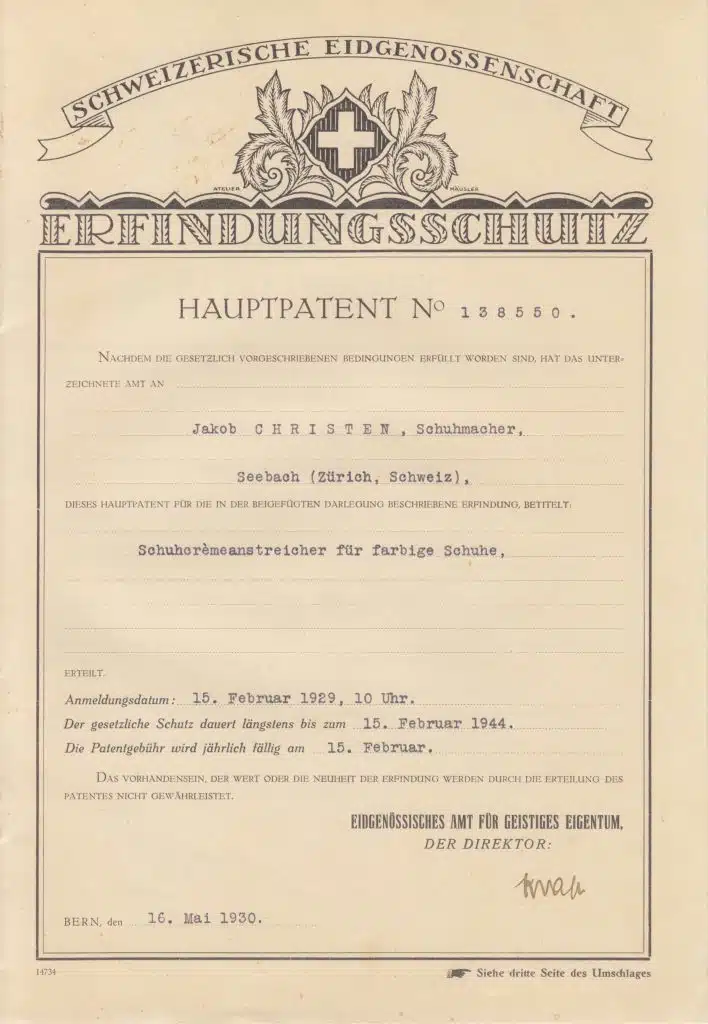 SCHWEIZERISCHE EIDGENOSSENSCHAFT
ATELIER HÄUSLER
ERFINDUNGSSCHUTZ
HAUPTPATENT No 138550.
NACHDEM DIE GESETZLICH VORGESCHRIEBENEN BEDINGUNGEN ERFÜLLT WORDEN SIND, HAT DAS UNTER-
ZEICHNETE AMT AN
Jakob CHRISTEN, Schuhmacher,
Seebach (Zürich, Schweiz),
DIESES HAUPTPATENT FÜR DIE IN DER BEIGEFÜGTEN DARLEGUNG BESCHRIEBENE ERFINDUNG, BETITELT:
Schuhcrèmeanstreicher für farbige Schuhe,
ERTEILT.
Anmeldungsdatum: 15. Februar 1929, 10 Uhr.
Der gesetzliche Schutz dauert längstens bis zum 15. Februar 1944.
Die Patentgebühr wird jährlich fällig am 15. Februar.
DAS VORHANDENSEIN, DER WERT ODER DIE NEUHEIT DER ERFINDUNG WERDEN DURCH DIE ERTEILUNG DES
PATENTES NICHT GEWÄHRLEISTET.
EIDGENÖSSISCHES AMT FÜR GEISTIGES EIGENTUM,
DER DIREKTOR:
BERN, den 16. Mai 1930.
14734
Siehe dritte Seite des Umschlages